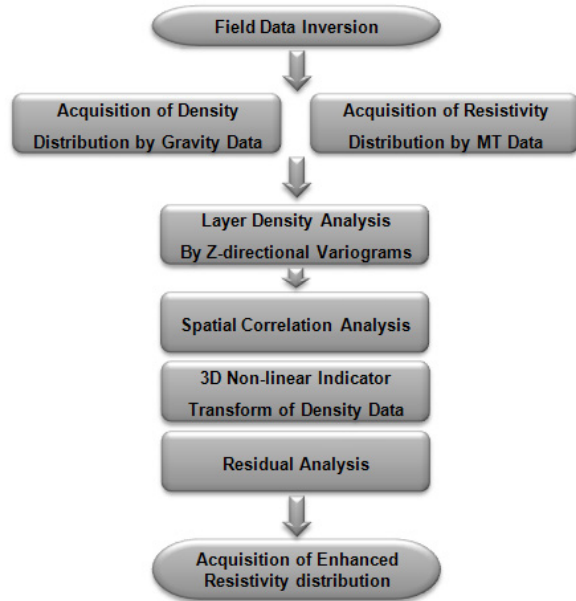 Field Data Inversion
Acquisition of Density
Distribution by Gravity Data
Acquisition of Resistivity
Distribution by MT Data
Layer Density Analysis
By Z-directional Variograms
Spatial Correlation Analysis
3D Non-linear Indicator
Transform of Density Data
Residual Analysis
Acquisition of Enhanced
Resistivity distribution